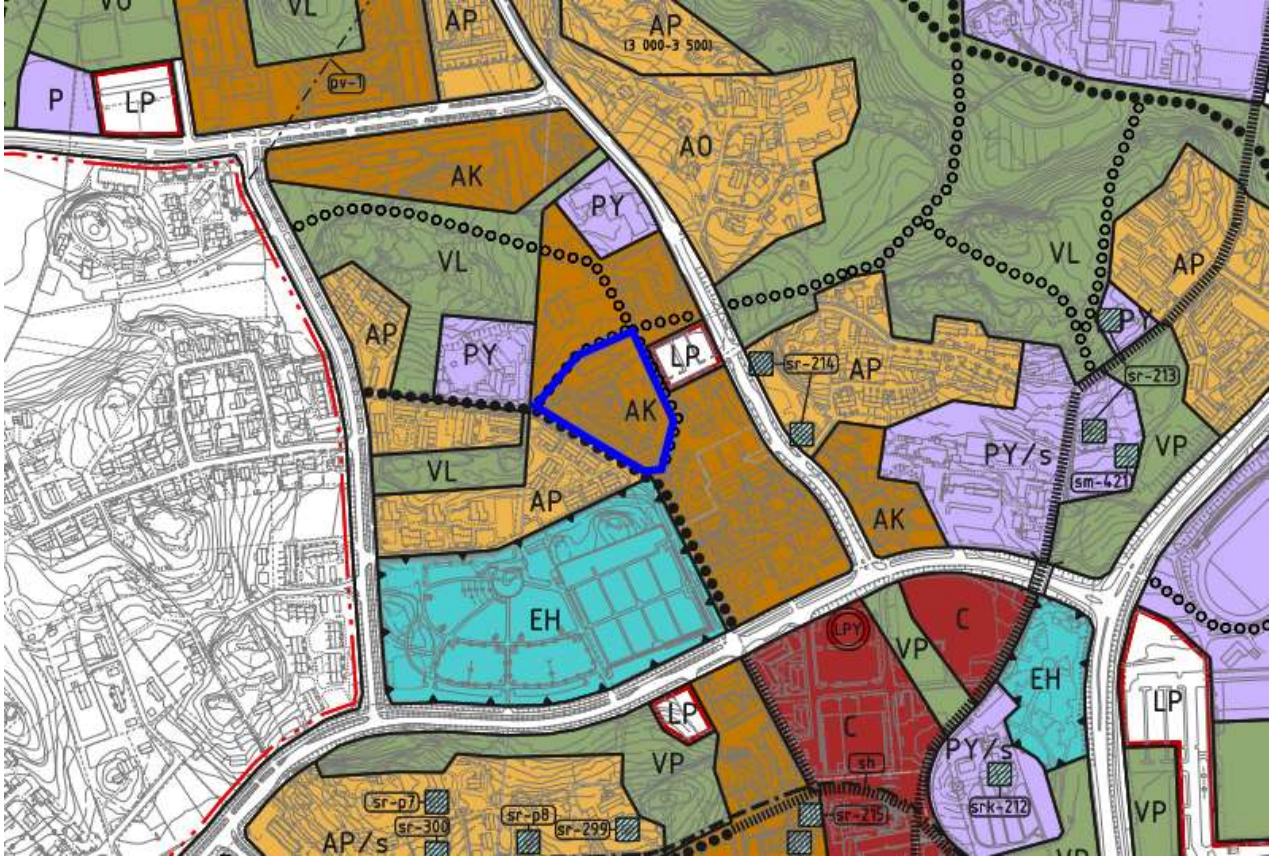 VU
VL
AP
AP
(3 000-3 500)
pv-1
P
LP
AO
AK
PY
VL
VL
AP
AP
PY
PY
LP
sr-214
AP
sr-213
AK
PY/s
VP
VL
sm-421
AP
AK
EH
LPY
C
VP
EH
LP
LP
PY/s
C
VP
sh
sr-p7
sr-p8
sr-299
sr-300
sr-215
srk-212
VP
AP/s
VP